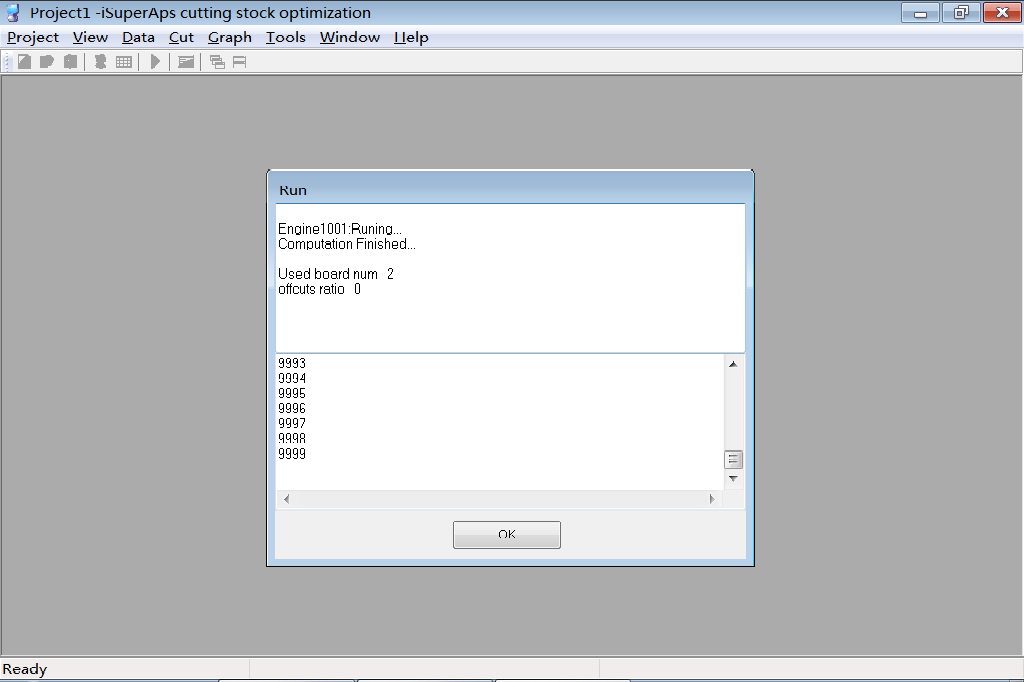 Project1 -iSuperAps cutting stock optimization
Project View Data Cut Graph Tools Window Help
Run
Engine1001:Runing...
Computation Finished...
Used board num 2
offcuts ratio 0
9993
9994
9995
9996
9997
9998
9999
OK
Ready